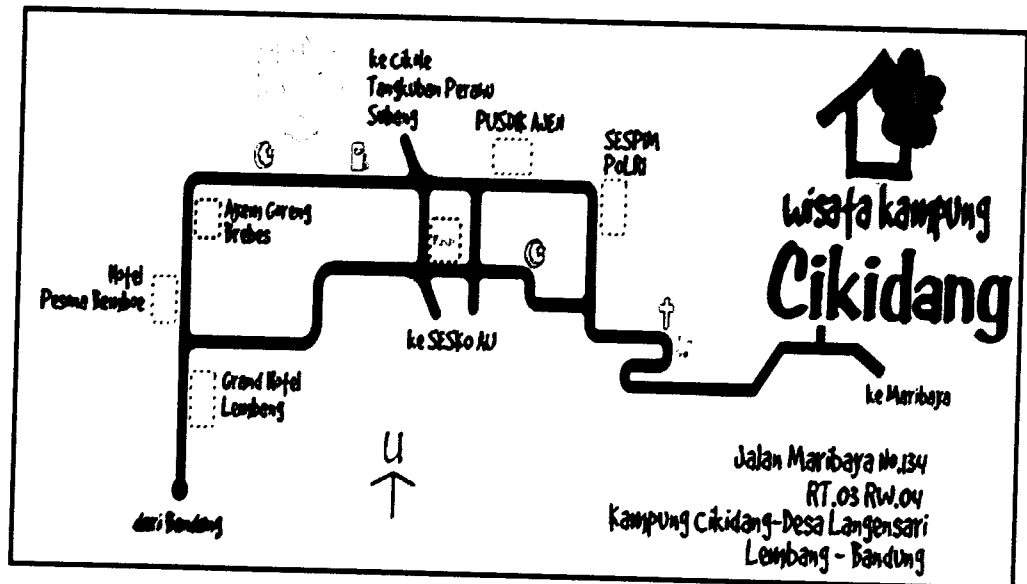 ke Cikole
Tangkuban Perawu
Subang
PUSDIK AJEN
SESPIM
POLRI
Ayam Goreng
Brebes
Hotel
Pesona Bamboe
ke SESKO AU
Grand Hotel
Lembang
dari Bandung
U
wisata kampung
Cikidang
ke Maribaya
Jalan Maribaya No.134
RT.03 RW.04
Kampung Cikidang-Desa Langensari
Lembang - Bandung